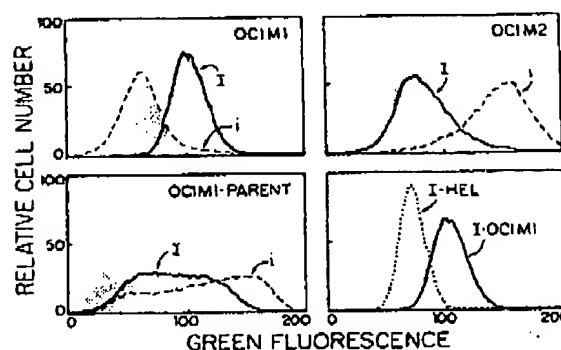 RELATIVE CELL NUMBER
100
50
0
OCIM1
I
i
OCIM2
I
i
100
50
0
OCIM1-PARENT
I
i
I-HEL
I-OCIM1
0 100 200
0 100 200
GREEN FLUORESCENCE